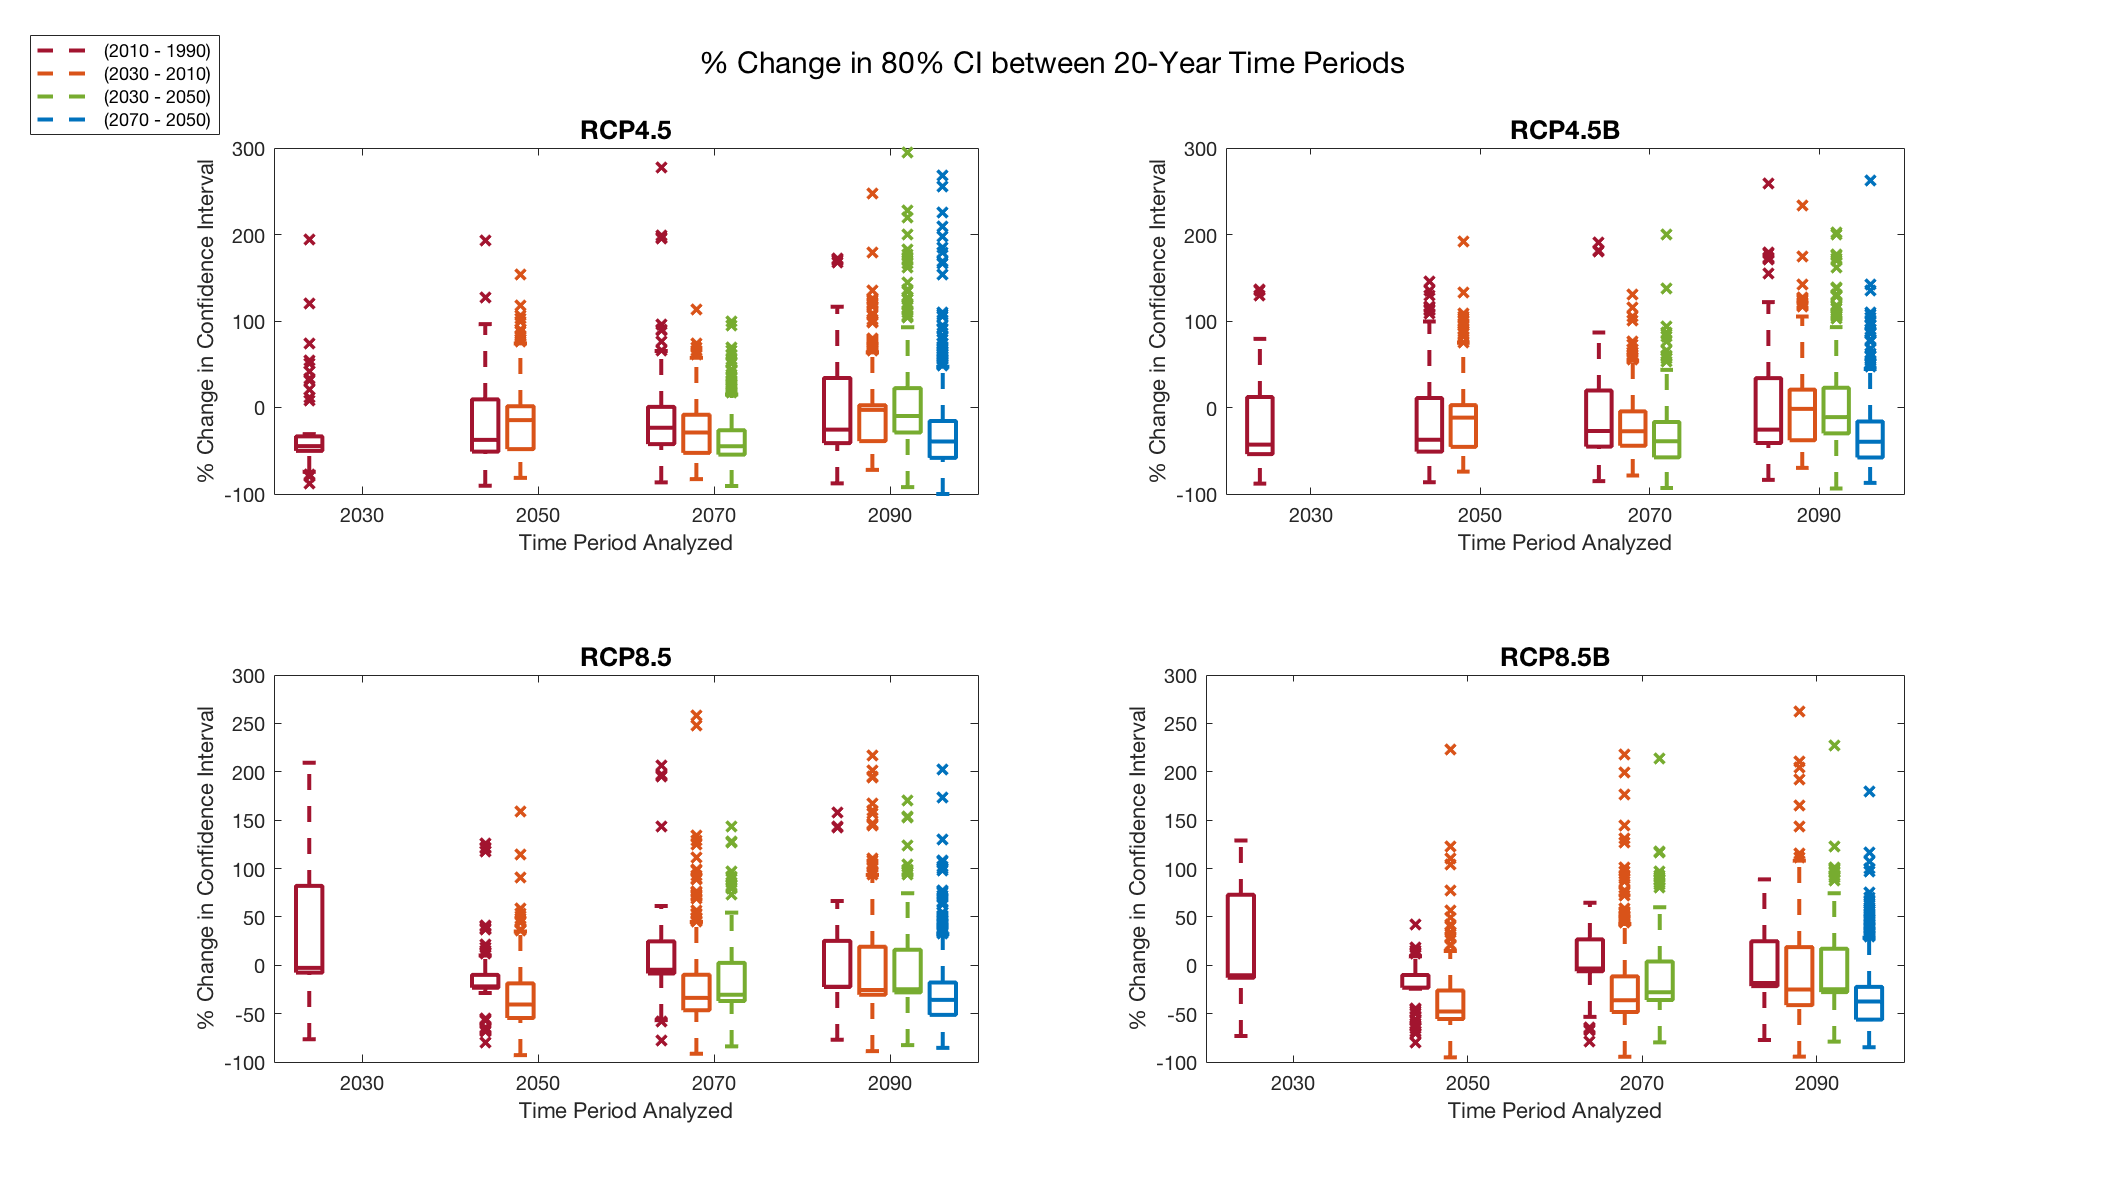 (2010 - 1990)
(2030 - 2010)
(2030 - 2050)
(2070 - 2050)
% Change in 80% CI between 20-Year Time Periods
RCP4.5
% Change in Confidence Interval
300
200
100
0
-100
2030 2050 2070 2090
Time Period Analyzed
RCP4.5B
% Change in Confidence Interval
300
200
100
0
-100
2030 2050 2070 2090
Time Period Analyzed
RCP8.5
% Change in Confidence Interval
300
250
200
150
100
50
0
-50
-100
2030 2050 2070 2090
Time Period Analyzed
RCP8.5B
% Change in Confidence Interval
300
250
200
150
100
50
0
-50
-100
2030 2050 2070 2090
Time Period Analyzed